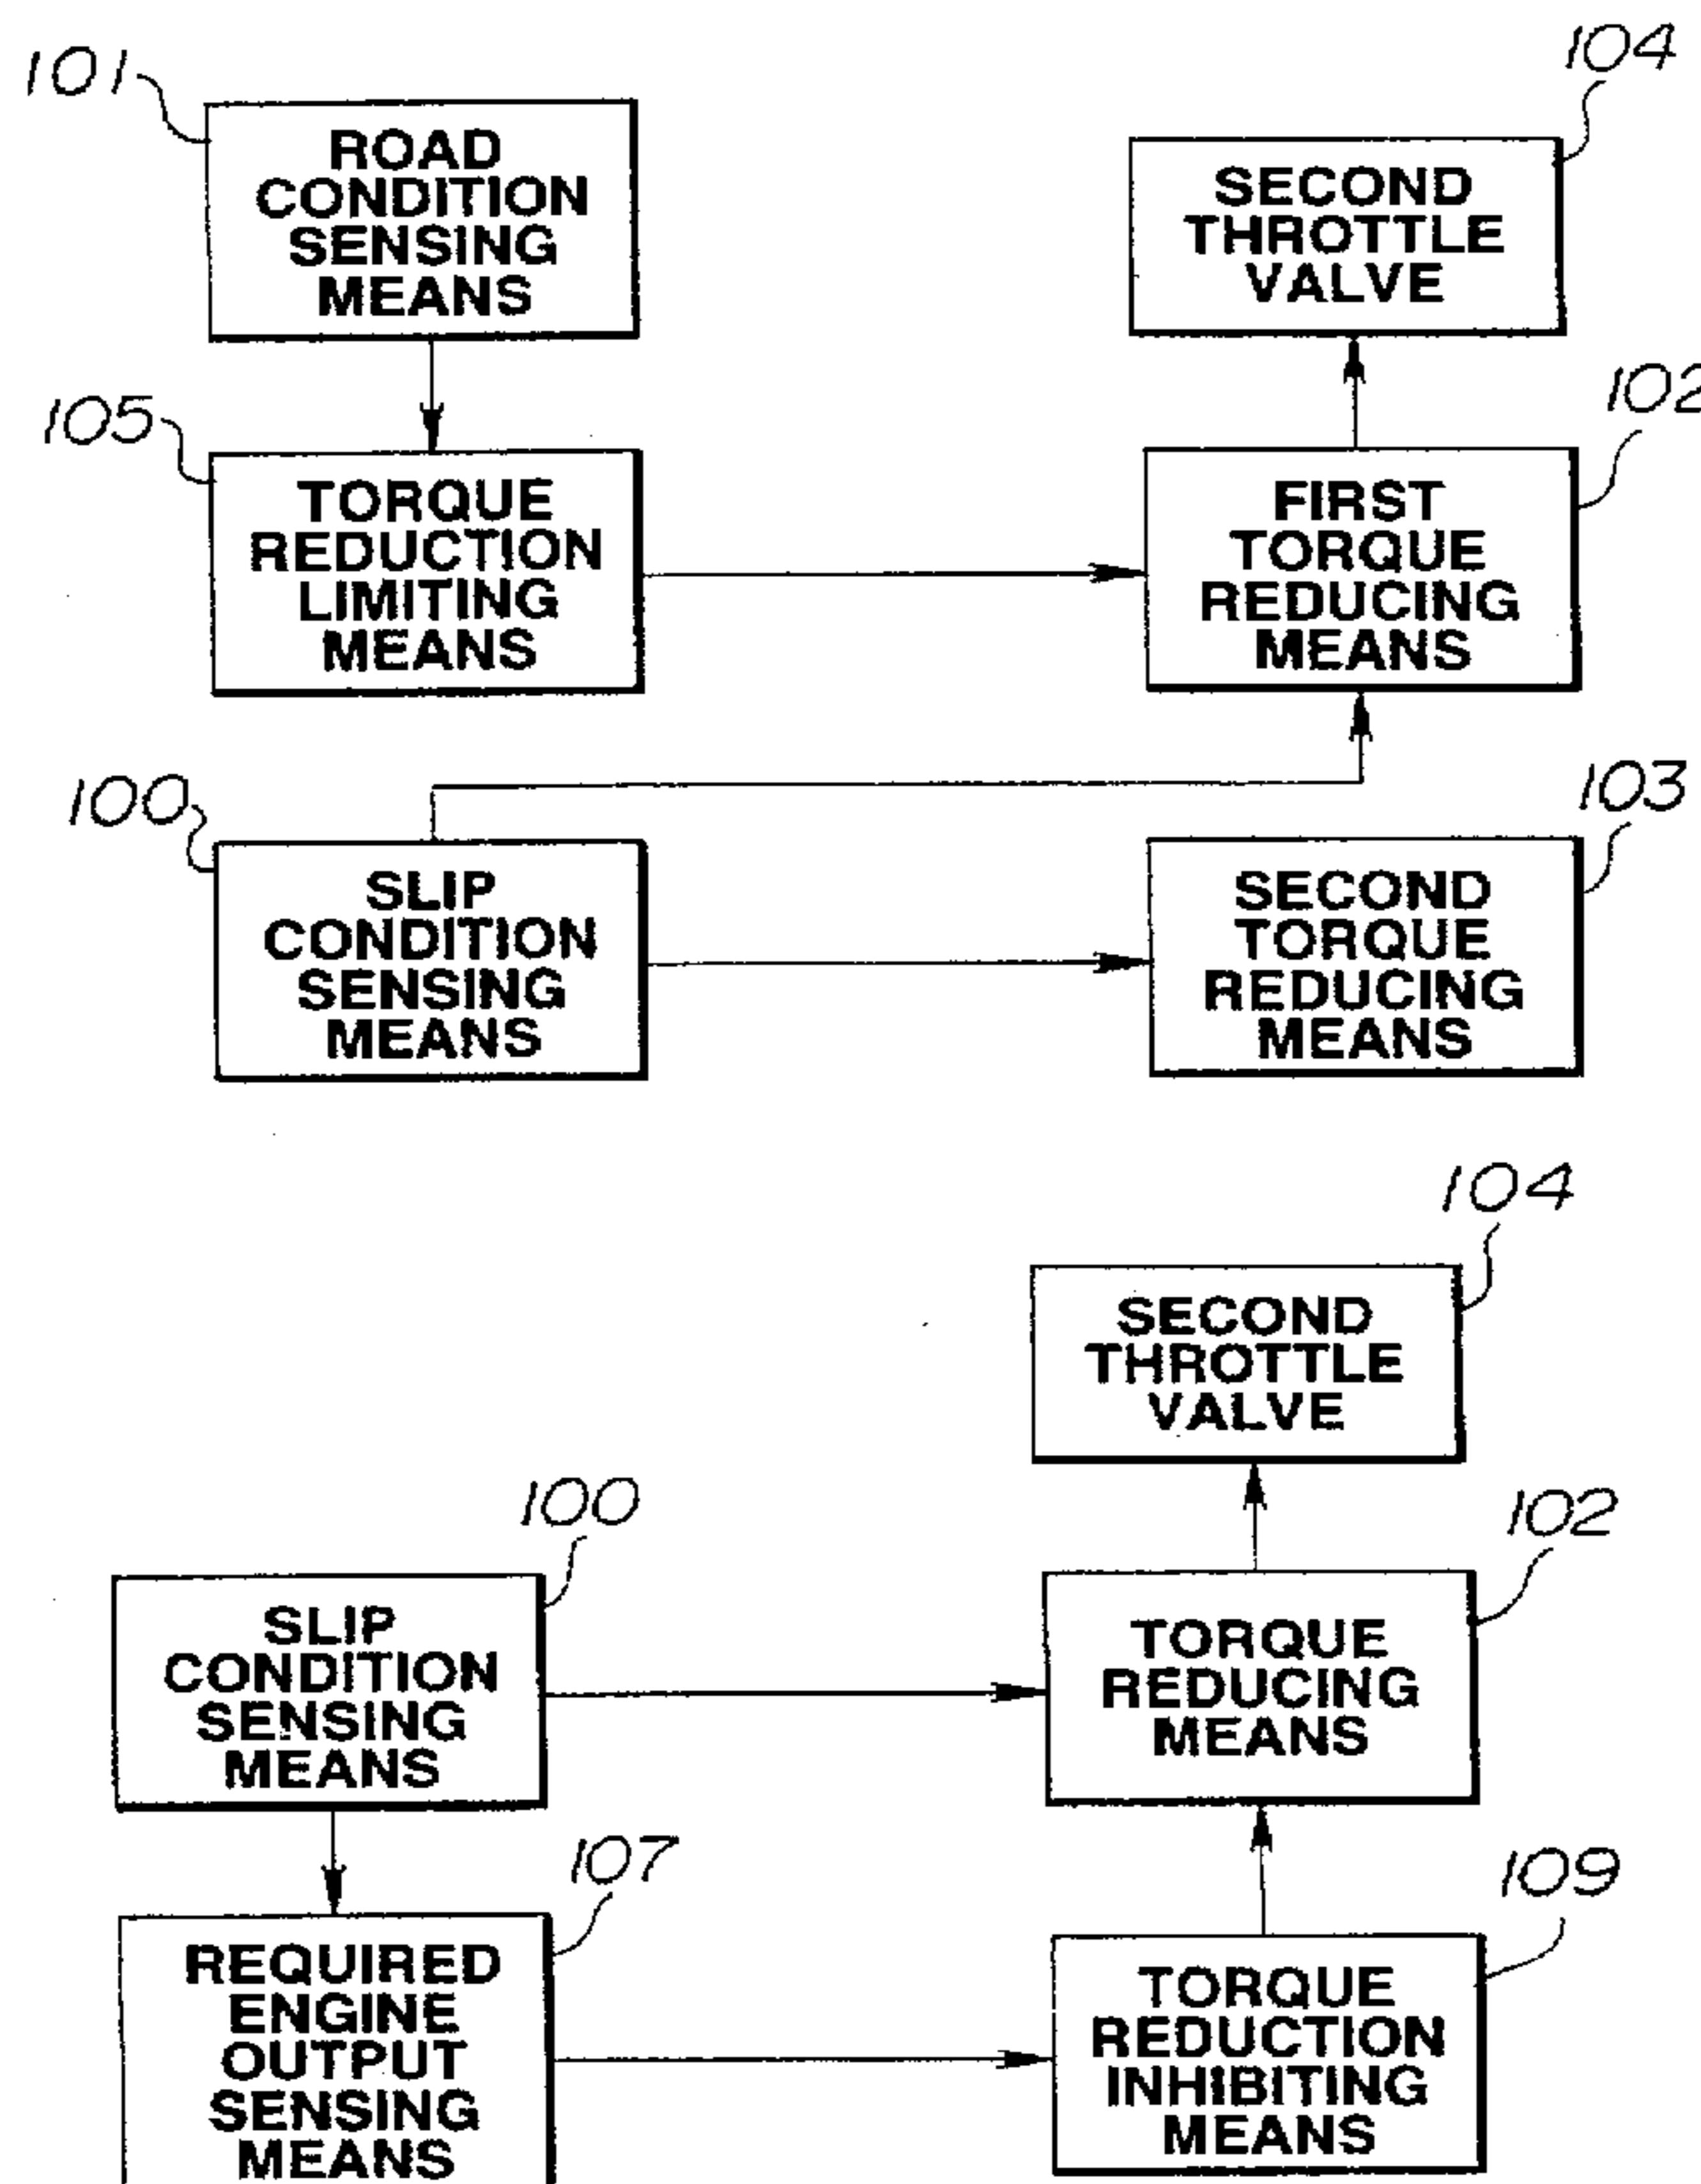 101
ROAD
CONDITION
SENSING
MEANS
104
SECOND
THROTTLE
VALVE
105
TORQUE
REDUCTION
LIMITING
MEANS
102
FIRST
TORQUE
REDUCING
MEANS
100
SLIP
CONDITION
SENSING
MEANS
103
SECOND
TORQUE
REDUCING
MEANS
104
SECOND
THROTTLE
VALVE
100
SLIP
CONDITION
SENSING
MEANS
102
TORQUE
REDUCING
MEANS
107
REQUIRED
ENGINE
OUTPUT
SENSING
MEANS
109
TORQUE
REDUCTION
INHIBITING
MEANS